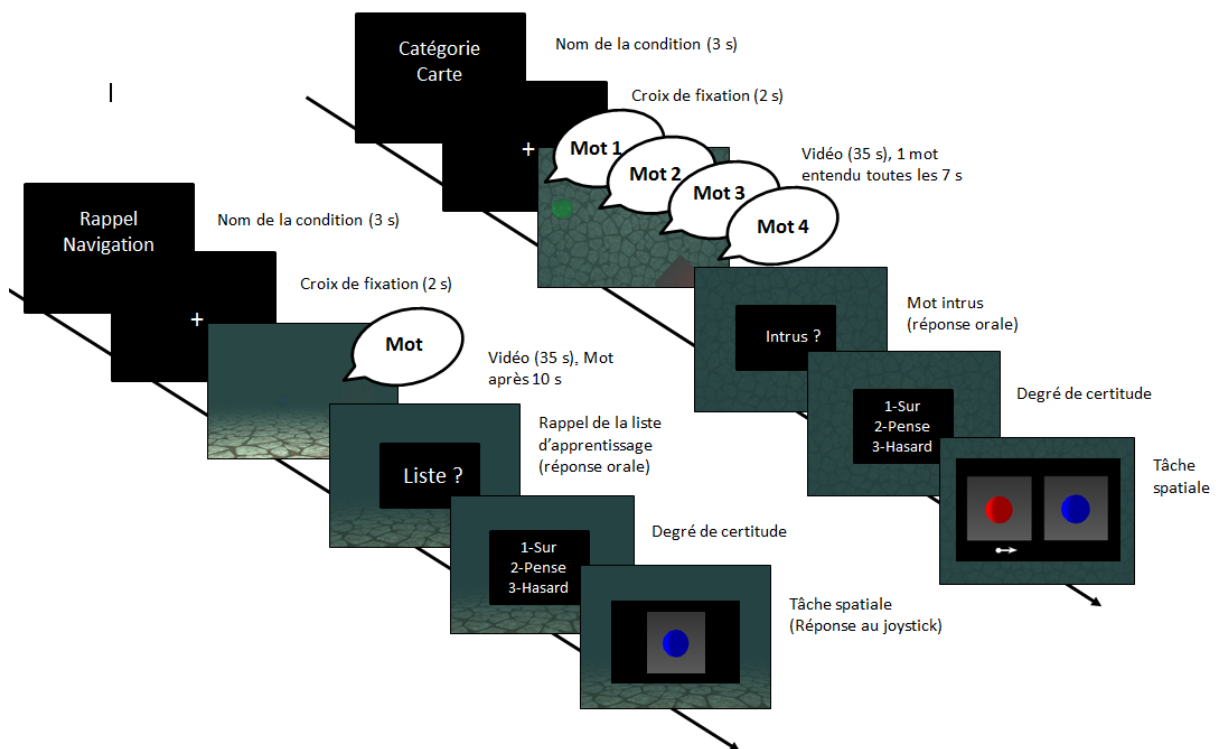 Catégorie
Carte
Nom de la condition (3 s)
+
Croix de fixation (2 s)
Mot 1
Mot 2
Mot 3
Mot 4
Vidéo (35 s), 1 mot
entendu toutes les 7 s
Intrus ?
Mot intrus
(réponse orale)
1-Sur
2-Pense
3-Hasard
Degré de certitude
Tâche
spatiale
Rappel
Navigation
Nom de la condition (3 s)
+
Croix de fixation (2 s)
Mot
Vidéo (35 s), Mot
après 10 s
Liste ?
Rappel de la liste
d'apprentissage
(réponse orale)
1-Sur
2-Pense
3-Hasard
Degré de certitude
Tâche spatiale
(Réponse au joystick)